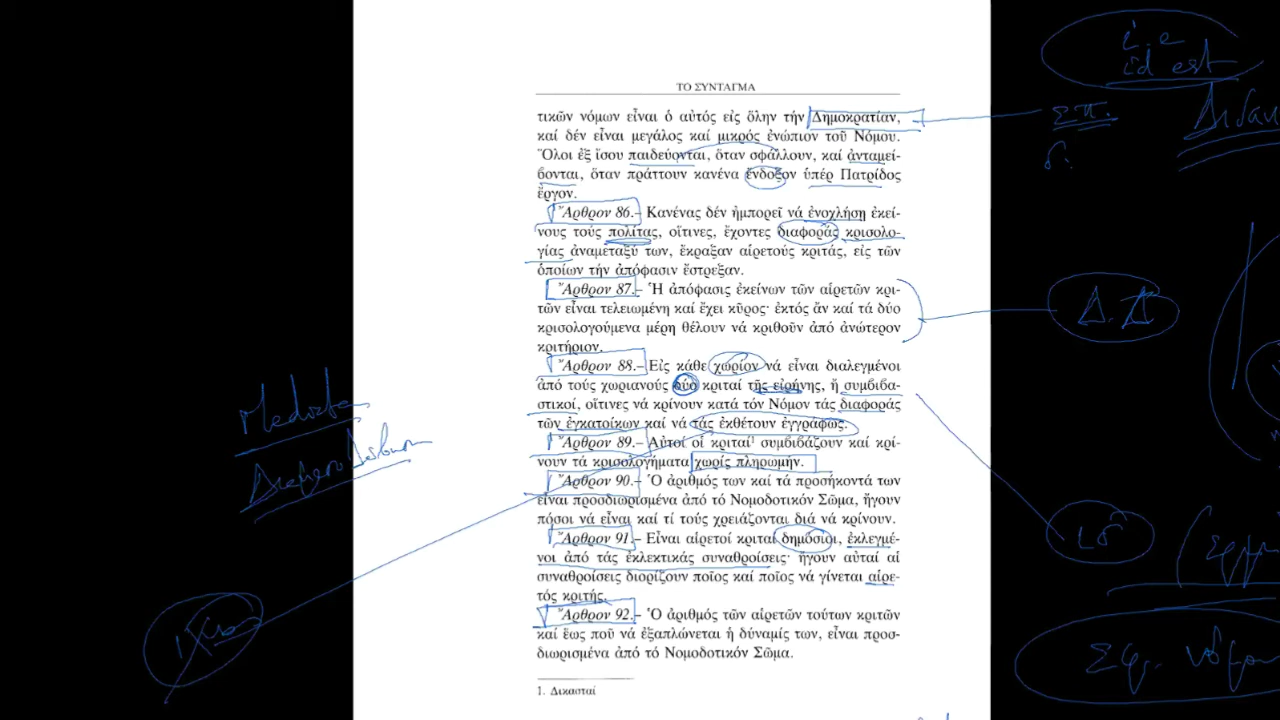 ΤΟ ΣΥΝΤΑΓΜΑ
τικῶν νόμων εἶναι ὁ αὐτός εἰς ὅλην τήν Δημοκρατίαν,
καί δέν εἶναι μεγάλος καί μικρός ἐνώπιον τοῦ Νόμου.
Ὅλοι ἐξ ἴσου παιδεύονται, ὅταν σφάλλουν, καί ἀνταμεί-
βονται, ὅταν πράττουν κανένα ἔνδοξον ὑπέρ Πατρίδος
ἔργον.
Ἄρθρον 86.– Κανένας δέν ἠμπορεῖ νά ἐνοχλήσῃ ἐκεί-
νους τούς πολίτας, οἵτινες, ἔχοντες διαφοράς κρισολο-
γίας ἀναμεταξύ των, ἔκραξαν αἱρετούς κριτάς, εἰς τῶν
ὁποίων τήν ἀπόφασιν ἔστρεξαν.
Ἄρθρον 87.– Ἡ ἀπόφασις ἐκείνων τῶν αἱρετῶν κρι-
τῶν εἶναι τελειωμένη καί ἔχει κῦρος· ἐκτός ἄν καί τά δύο
κρισολογούμενα μέρη θέλουν νά κριθοῦν ἀπό ἀνώτερον
κριτήριον.
Ἄρθρον 88.– Εἰς κάθε χωρίον νά εἶναι διαλεγμένοι
ἀπό τούς χωριανούς δύο κριταί τῆς εἰρήνης, ἤ συμβιβα-
στικοί, οἵτινες νά κρίνουν κατά τόν Νόμον τάς διαφοράς
τῶν ἐγκατοίκων καί νά τάς ἐκθέτουν ἐγγράφως.
Ἄρθρον 89.– Αὐτοί οἱ κριταί¹ συμβιβάζουν καί κρί-
νουν τά κρισολογήματα χωρίς πληρωμήν.
Ἄρθρον 90.– Ὁ ἀριθμός των καί τά προσήκοντά των
εἶναι προσδιωρισμένα ἀπό τό Νομοδοτικόν Σῶμα, ἤγουν
πόσοι νά εἶναι καί τί τούς χρειάζονται διά νά κρίνουν.
Ἄρθρον 91.– Εἶναι αἱρετοί κριταί δημόσιοι, ἐκλεγμέ-
νοι ἀπό τάς ἐκλεκτικάς συναθροίσεις· ἤγουν αὐταί αἱ
συναθροίσεις διορίζουν ποῖος καί ποῖος νά γίνεται αἱρε-
τός κριτής.
Ἄρθρον 92.– Ὁ ἀριθμός τῶν αἱρετῶν τούτων κριτῶν
καί ἕως ποῦ νά ἐξαπλώνεται ἡ δύναμίς των, εἶναι προσ-
διωρισμένα ἀπό τό Νομοδοτικόν Σῶμα.
1. Δικασταί
i.e
id est
Σπ.
δ.
Δ.Δ